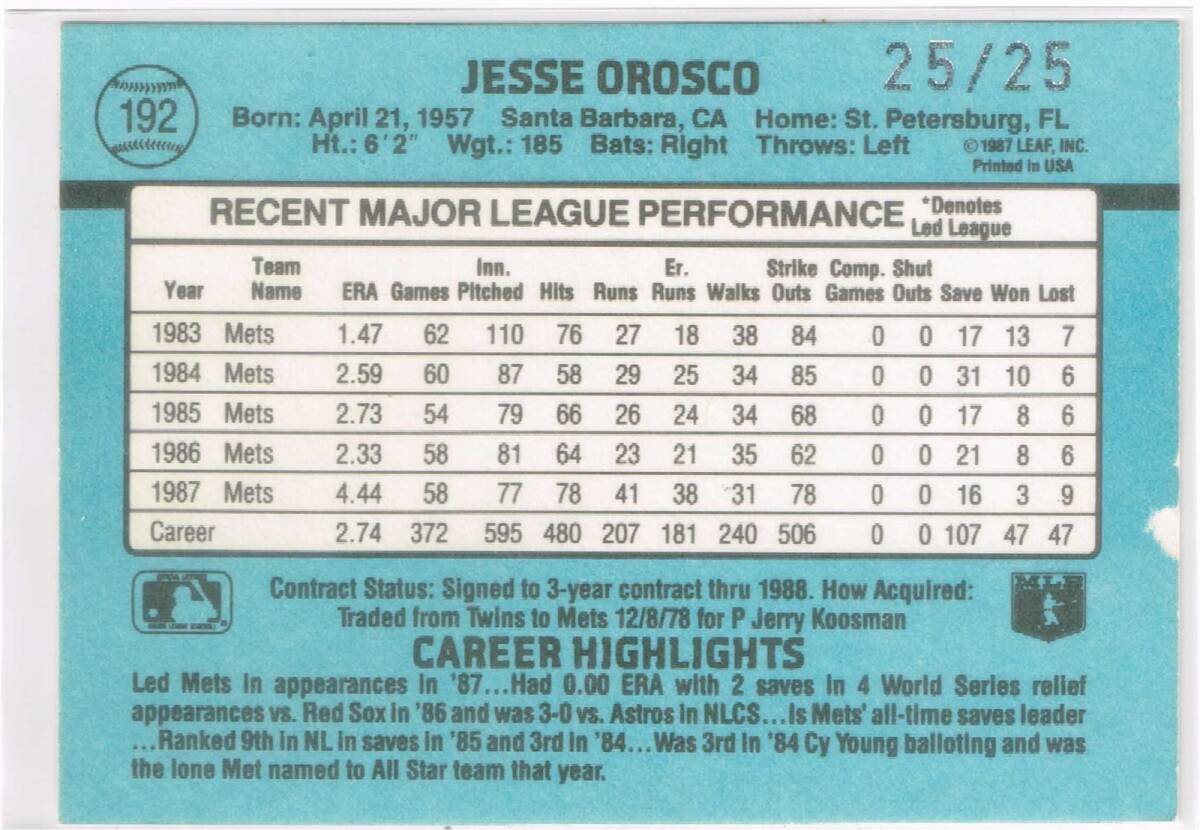 25/25
JESSE OROSCO
192
Born: April 21, 1957 Santa Barbara, CA Home: St. Petersburg, FL
Ht.: 6'2" Wgt.: 185 Bats: Right Throws: Left
©1987 LEAF, INC.
Printed in USA
RECENT MAJOR LEAGUE PERFORMANCE *Denotes Led League
Year Team Name ERA Games Inn. Pitched Hits Runs Er. Runs Walks Strike Outs Comp. Games Shut Outs Save Won Lost
1983 Mets 1.47 62 110 76 27 18 38 84 0 0 17 13 7
1984 Mets 2.59 60 87 58 29 25 34 85 0 0 31 10 6
1985 Mets 2.73 54 79 66 26 24 34 68 0 0 17 8 6
1986 Mets 2.33 58 81 64 23 21 35 62 0 0 21 8 6
1987 Mets 4.44 58 77 78 41 38 31 78 0 0 16 3 9
Career 2.74 372 595 480 207 181 240 506 0 0 107 47 47
Contract Status: Signed to 3-year contract thru 1988. How Acquired:
Traded from Twins to Mets 12/8/78 for P Jerry Koosman
MLB
CAREER HIGHLIGHTS
Led Mets in appearances in '87...Had 0.00 ERA with 2 saves in 4 World Series relief
appearances vs. Red Sox in '86 and was 3-0 vs. Astros in NLCS...Is Mets' all-time saves leader
...Ranked 9th in NL in saves in '85 and 3rd in '84...Was 3rd in '84 Cy Young balloting and was
the lone Met named to All Star team that year.